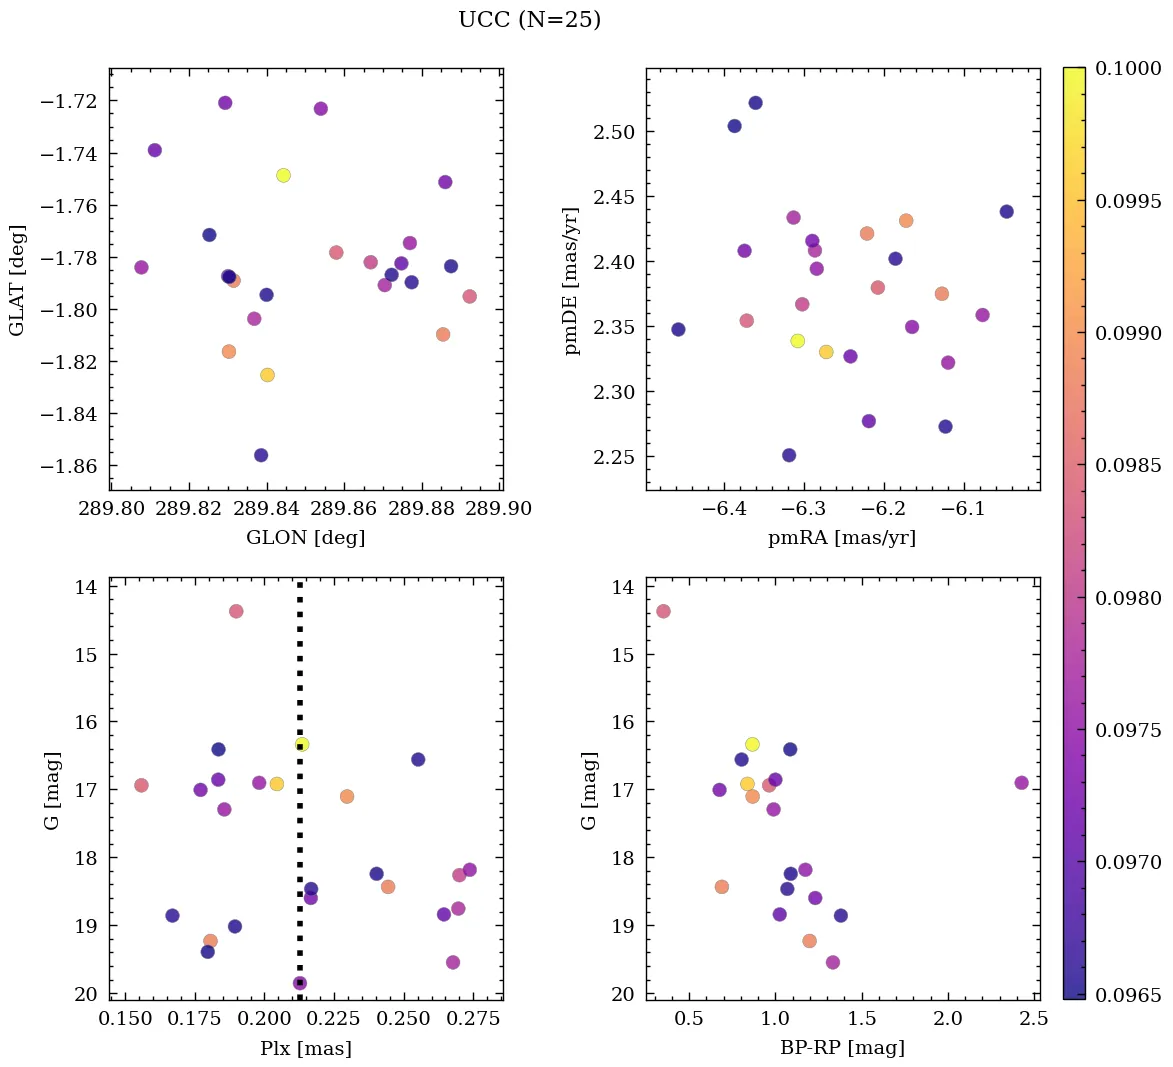 UCC (N=25)
−1.72
−1.74
−1.76
−1.78
−1.80
−1.82
−1.84
−1.86
GLAT [deg]
289.80 289.82 289.84 289.86 289.88 289.90
GLON [deg]
2.50
2.45
2.40
2.35
2.30
2.25
pmDE [mas/yr]
−6.4 −6.3 −6.2 −6.1
pmRA [mas/yr]
14
15
16
17
18
19
20
G [mag]
0.150 0.175 0.200 0.225 0.250 0.275
Plx [mas]
14
15
16
17
18
19
20
G [mag]
0.5 1.0 1.5 2.0 2.5
BP-RP [mag]
0.1000
0.0995
0.0990
0.0985
0.0980
0.0975
0.0970
0.0965